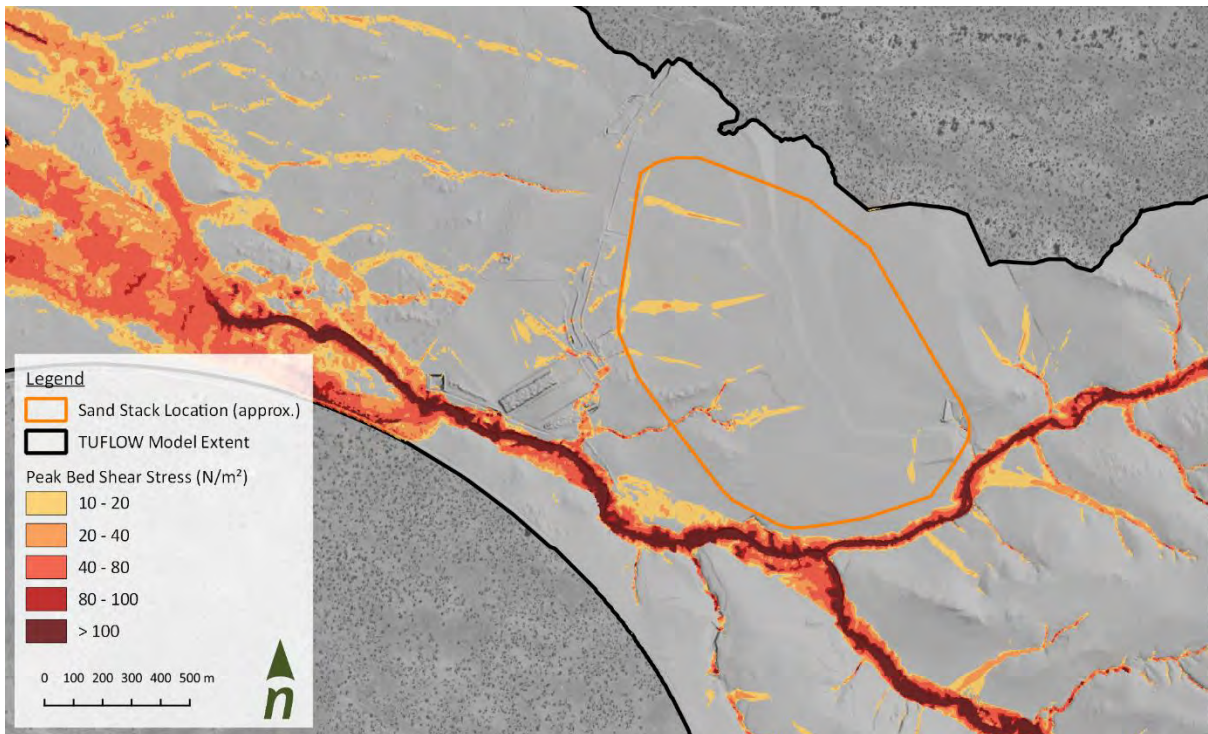 Legend
Sand Stack Location (approx.)
TUFLOW Model Extent
Peak Bed Shear Stress (N/m²)
10 - 20
20 - 40
40 - 80
80 - 100
> 100
0 100 200 300 400 500 m
n